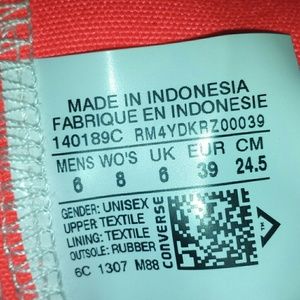 MADE IN INDONESIA
FABRIQUE EN INDONESIE
140189C RM4YDKRZ00039
MENS WO'S UK EUR CM
6 8 6 39 24.5
GENDER: UNISEX
UPPER: TEXTILE
LINING: TEXTILE
OUTSOLE: RUBBER
6C 1307 M88
CONVERSE